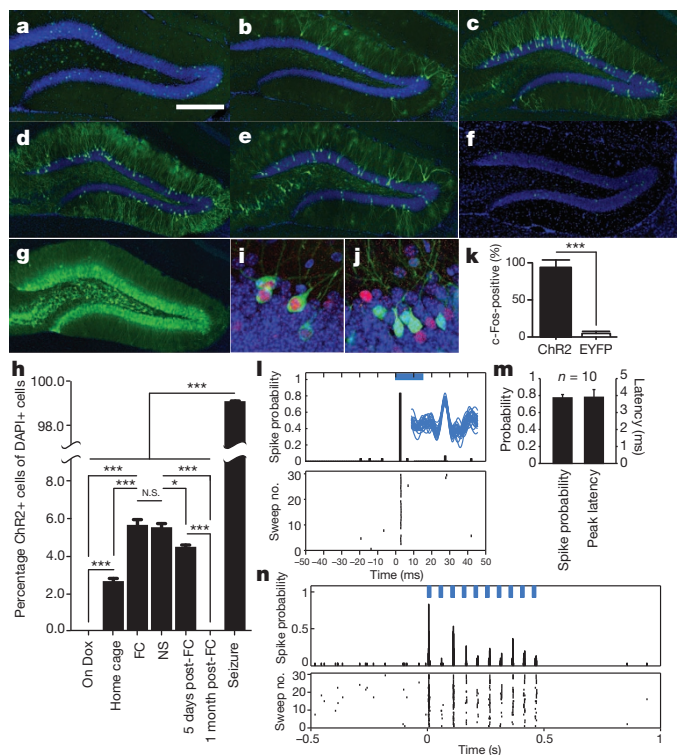 a
b
c
d
e
f
g
i
j
k
c-Fos-positive (%)
100
50
0
***
ChR2 EYFP
h
Percentage ChR2+ cells of DAPI+ cells
99.0
98.0
8.0
6.0
4.0
2.0
0.0
***
*** ***
*** N.S. *
*** ***
On Dox
Home cage
FC
NS
5 days post-FC
1 month post-FC
Seizure
l
Spike probability
1
0.8
0.6
0.4
0.2
0
Sweep no.
30
20
10
0
−50 −40 −30 −20 −10 0 10 20 30 40 50
Time (ms)
m
n = 10
Probability
1
0.8
0.6
0.4
0.2
0
Latency (ms)
5
4
3
2
1
0
Spike probability
Peak latency
n
Spike probability
1
0.5
0
Sweep no.
30
20
10
0
−0.5 0 0.5 1
Time (s)